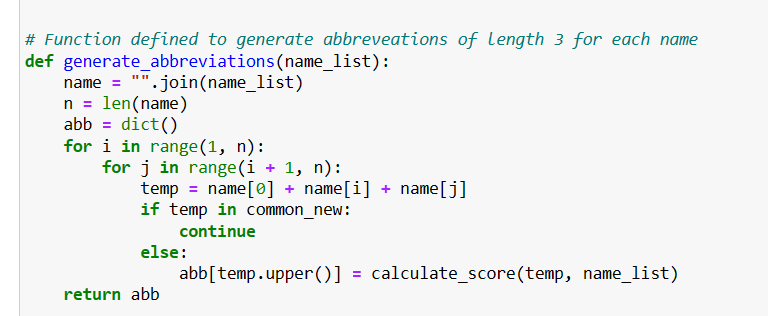 # Function defined to generate abbreveations of length 3 for each name
def generate_abbreviations(name_list):
    name = "".join(name_list)
    n = len(name)
    abb = dict()
    for i in range(1, n):
        for j in range(i + 1, n):
            temp = name[0] + name[i] + name[j]
            if temp in common_new:
                continue
            else:
                abb[temp.upper()] = calculate_score(temp, name_list)
    return abb